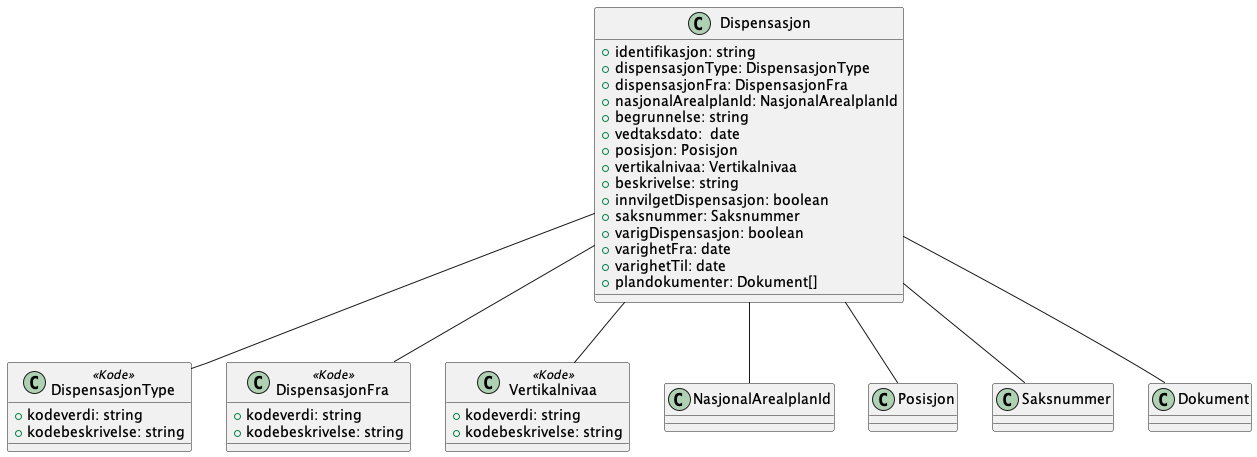 C Dispensasjon
identifikasjon: string
dispensasjonType: DispensasjonType
dispensasjonFra: DispensasjonFra
nasjonalArealplanId: NasjonalArealplanId
begrunnelse: string
vedtaksdato:  date
posisjon: Posisjon
vertikalnivaa: Vertikalnivaa
beskrivelse: string
innvilgetDispensasjon: boolean
saksnummer: Saksnummer
varigDispensasjon: boolean
varighetFra: date
varighetTil: date
plandokumenter: Dokument[]
«Kode»
C DispensasjonType
kodeverdi: string
kodebeskrivelse: string
«Kode»
C DispensasjonFra
kodeverdi: string
kodebeskrivelse: string
«Kode»
C Vertikalnivaa
kodeverdi: string
kodebeskrivelse: string
C NasjonalArealplanId
C Posisjon
C Saksnummer
C Dokument